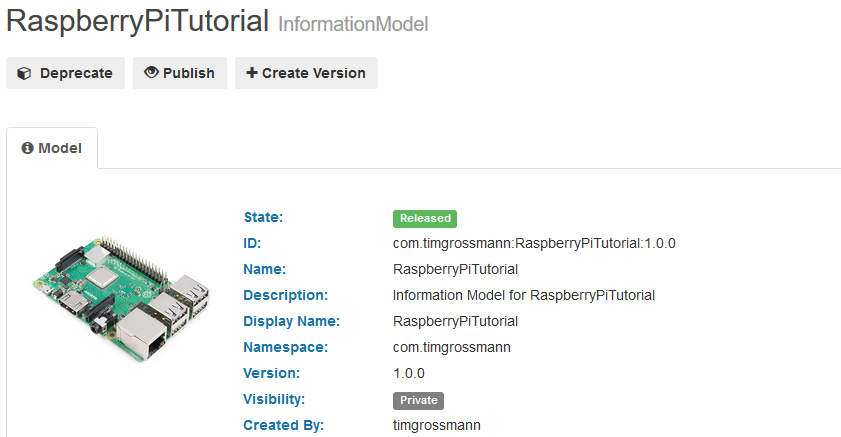 RaspberryPiTutorial InformationModel
Deprecate Publish Create Version
Model
State: Released
ID: com.timgrossmann:RaspberryPiTutorial:1.0.0
Name: RaspberryPiTutorial
Description: Information Model for RaspberryPiTutorial
Display Name: RaspberryPiTutorial
Namespace: com.timgrossmann
Version: 1.0.0
Visibility: Private
Created By: timgrossmann